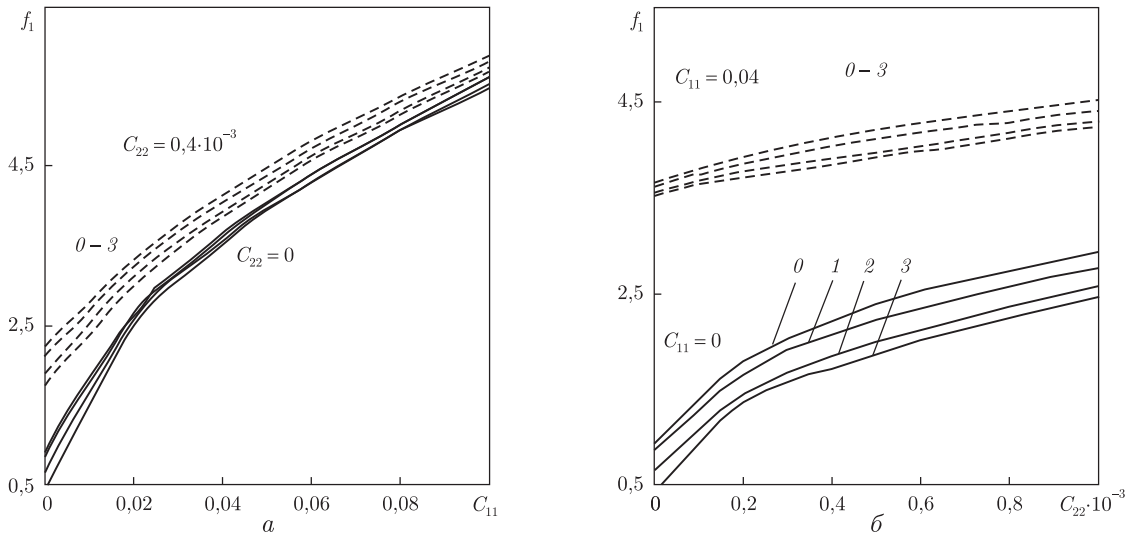 f₁
C₂₂ = 0,4·10⁻³
4,5
0 – 3
C₂₂ = 0
2,5
0,5
0 0,02 0,04 0,06 0,08 C₁₁
а
f₁
C₁₁ = 0,04
0 – 3
4,5
0 1 2 3
2,5
C₁₁ = 0
0,5
0 0,2 0,4 0,6 0,8 C₂₂·10⁻³
б